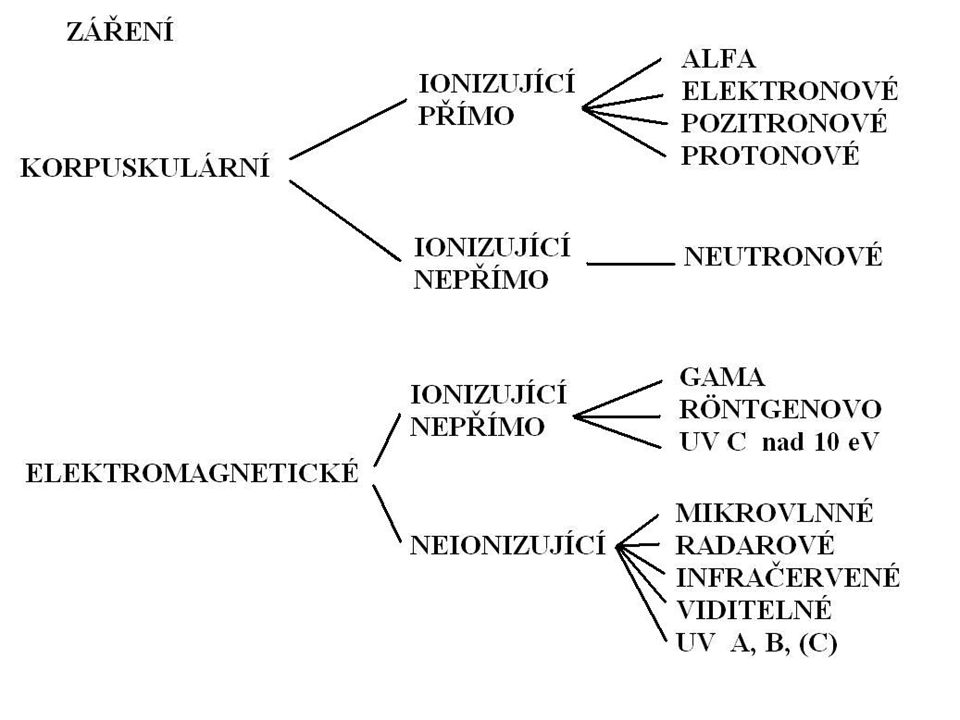 ZÁŘENÍ
KORPUSKULÁRNÍ
IONIZUJÍCÍ
PŘÍMO
ALFA
ELEKTRONOVÉ
POZITRONOVÉ
PROTONOVÉ
IONIZUJÍCÍ
NEPŘÍMO
NEUTRONOVÉ
ELEKTROMAGNETICKÉ
IONIZUJÍCÍ
NEPŘÍMO
GAMA
RÖNTGENOVO
UV C nad 10 eV
NEIONIZUJÍCÍ
MIKROVLNNÉ
RADAROVÉ
INFRAČERVENÉ
VIDITELNÉ
UV A, B, (C)